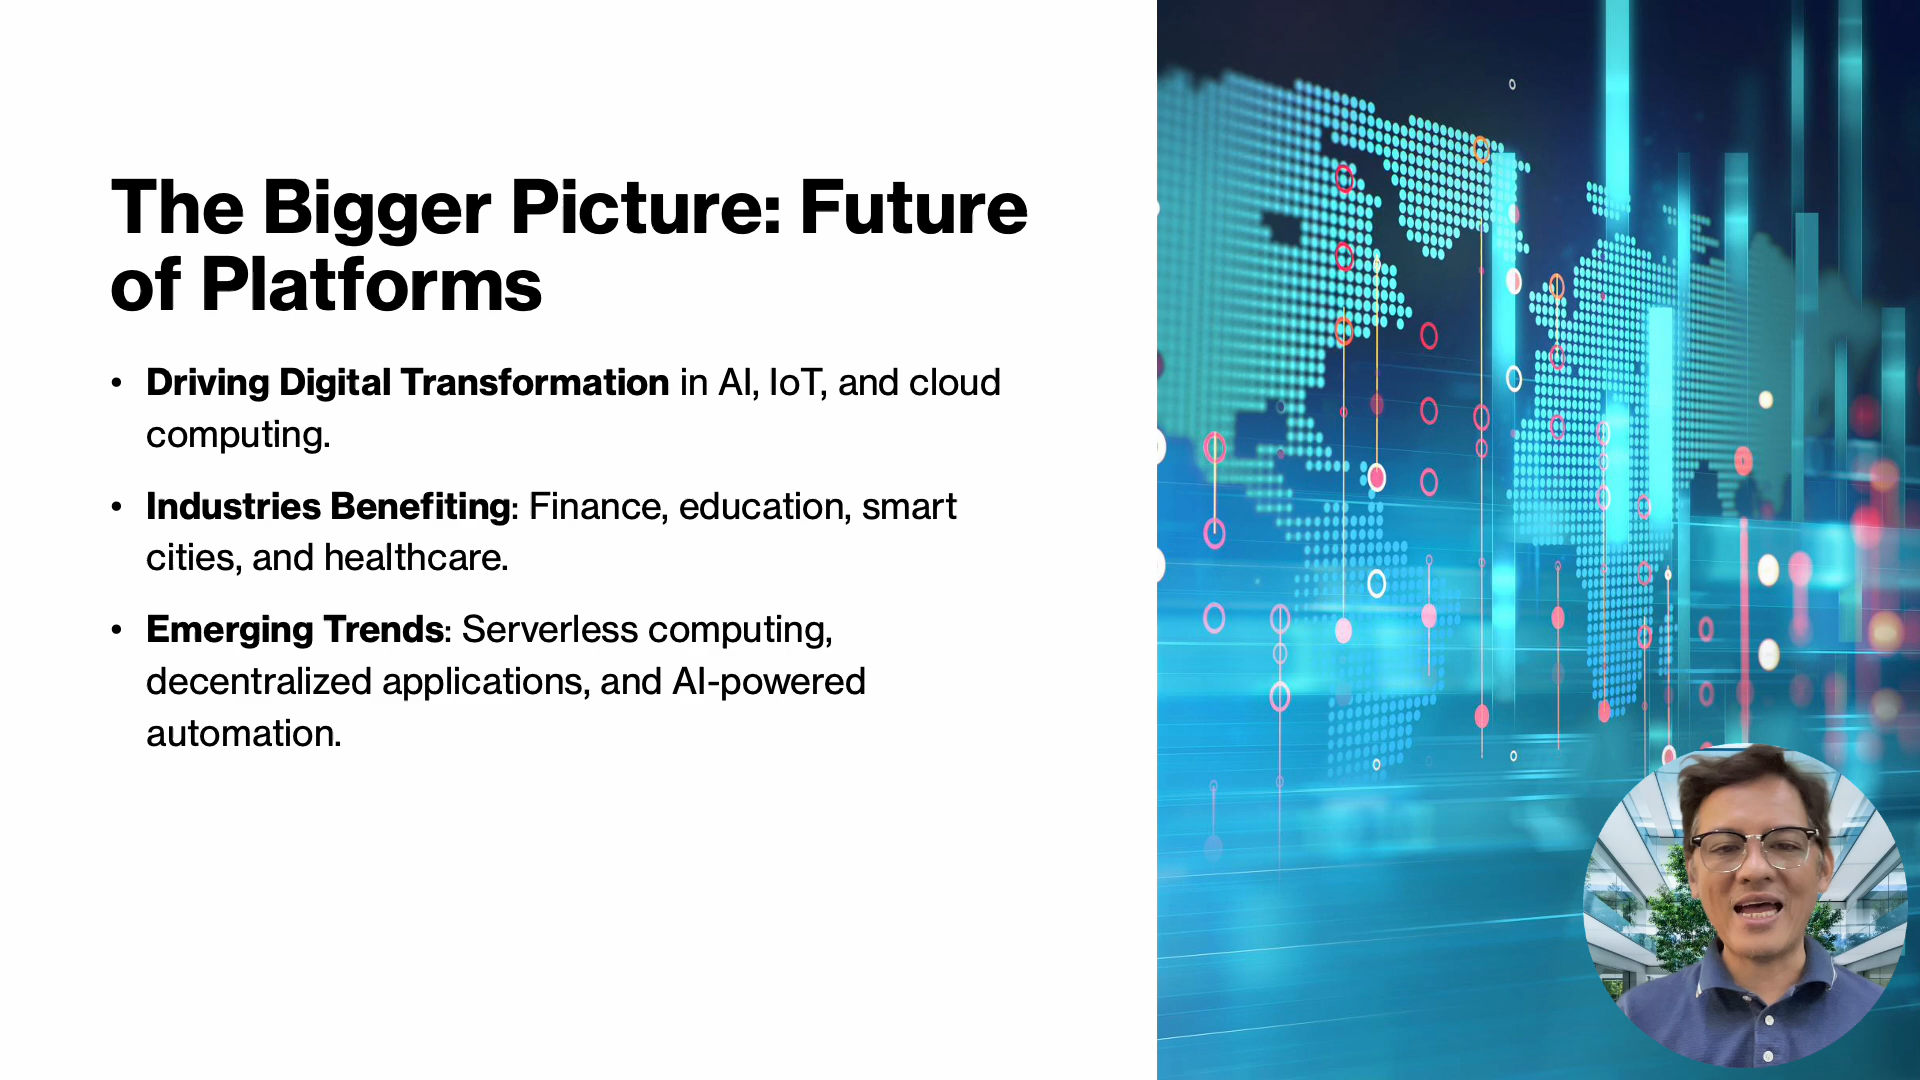 The Bigger Picture: Future
of Platforms
• Driving Digital Transformation in AI, IoT, and cloud
computing.
• Industries Benefiting: Finance, education, smart
cities, and healthcare.
• Emerging Trends: Serverless computing,
decentralized applications, and AI-powered
automation.